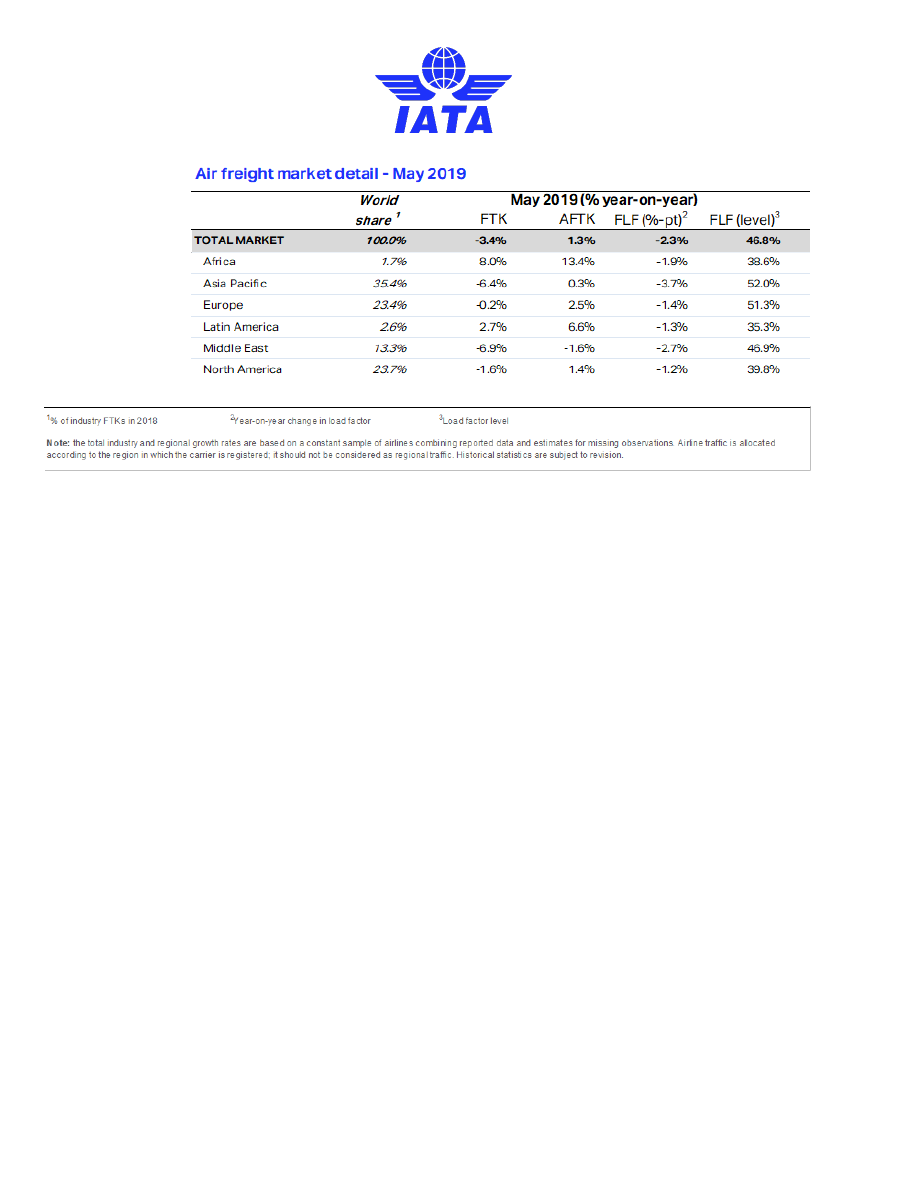 IATA
Air freight market detail - May 2019
World share ¹ May 2019 (% year-on-year)
FTK AFTK FLF (%-pt)² FLF (level)³
TOTAL MARKET 100.0% -3.4% 1.3% -2.3% 46.8%
Africa 1.7% 8.0% 13.4% -1.9% 38.6%
Asia Pacific 35.4% -6.4% 0.3% -3.7% 52.0%
Europe 23.4% -0.2% 2.5% -1.4% 51.3%
Latin America 2.6% 2.7% 6.6% -1.3% 35.3%
Middle East 13.3% -6.9% -1.6% -2.7% 46.9%
North America 23.7% -1.6% 1.4% -1.2% 39.8%
¹% of industry FTKs in 2018 ²Year-on-year change in load factor ³Load factor level
Note: the total industry and regional growth rates are based on a constant sample of airlines combining reported data and estimates for missing observations. Airline traffic is allocated
according to the region in which the carrier is registered; it should not be considered as regional traffic. Historical statistics are subject to revision.